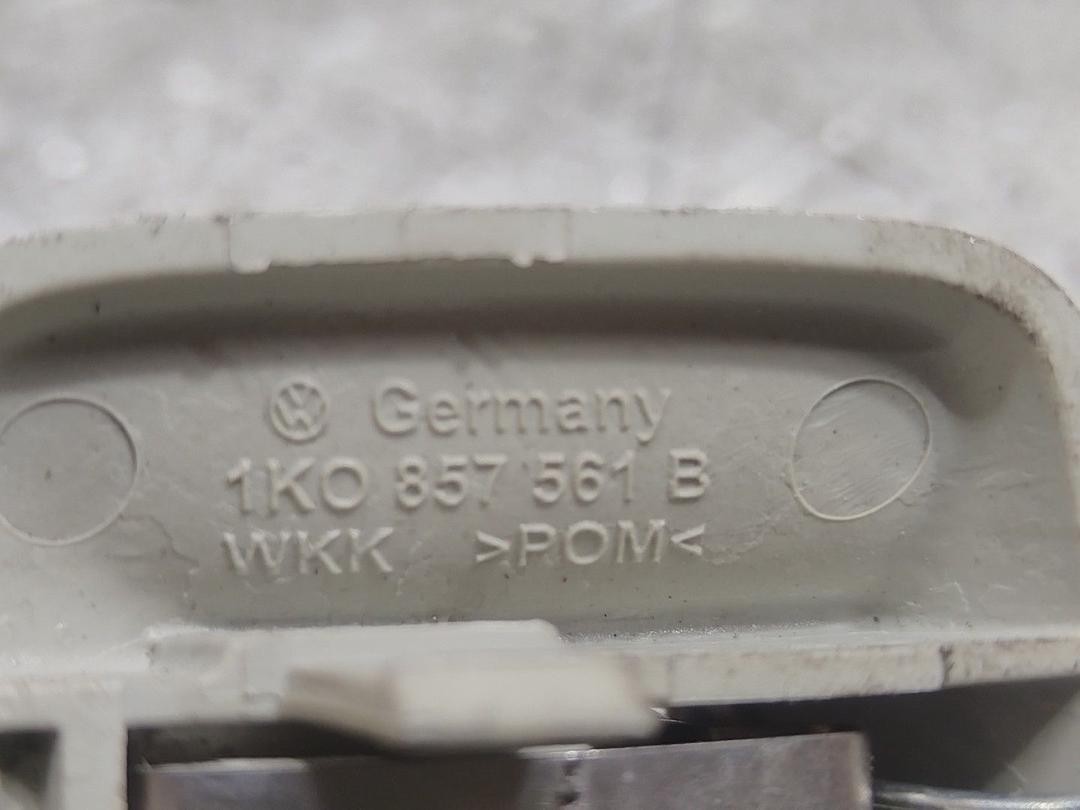 Germany
1K0 857 561 B
WKK >POM<